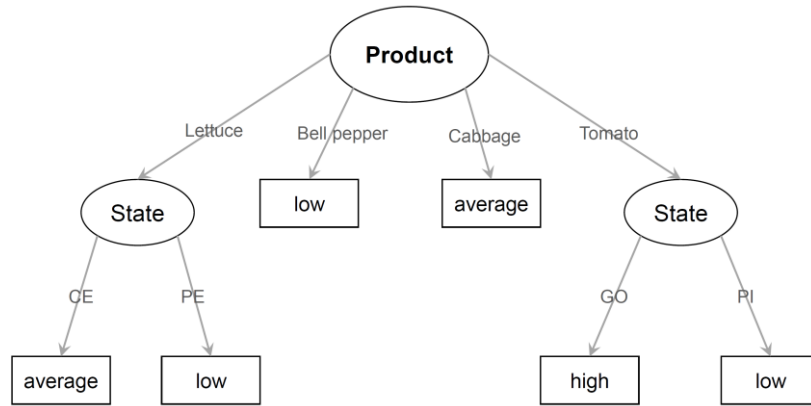 Product
Lettuce
Bell pepper
Cabbage
Tomato
State
low
average
State
CE
PE
GO
PI
average
low
high
low